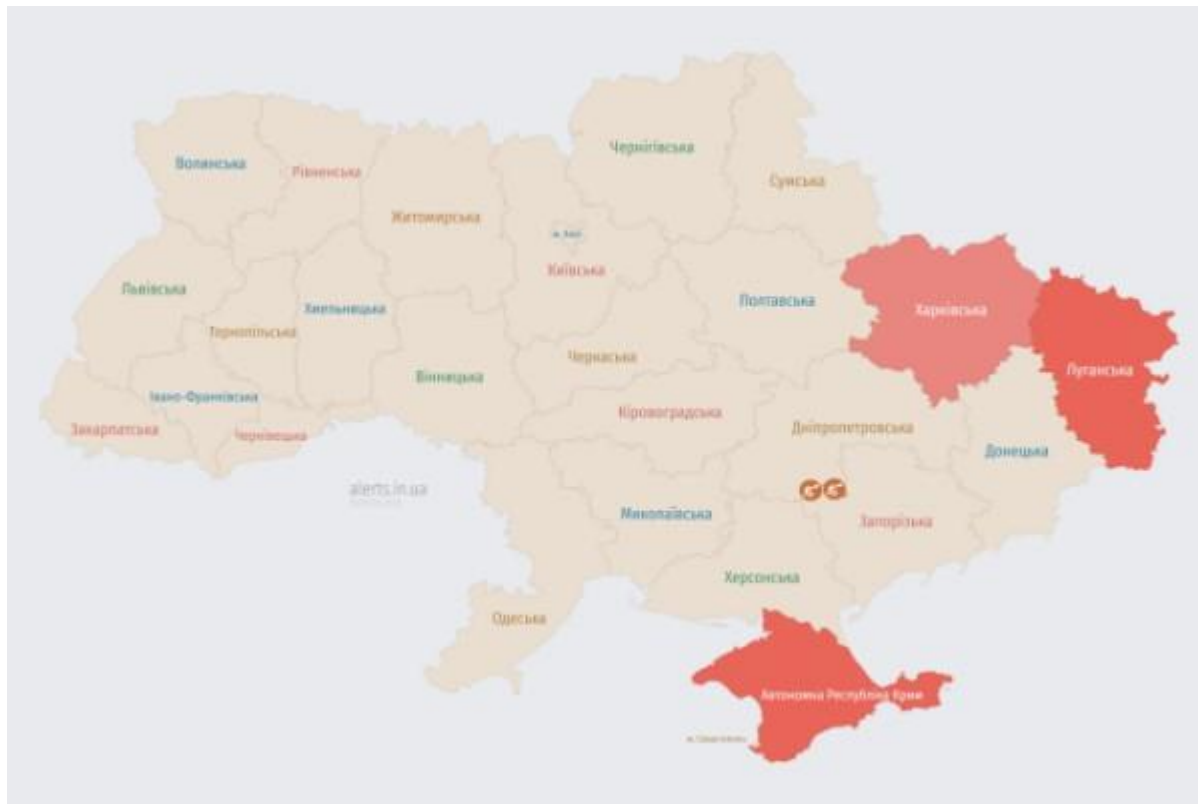 Чернігівська
Волинська
Рівненська
Сумська
Житомирська
Київська
Львівська
Хмельницька
Полтавська
Харківська
Тернопільська
Черкаська
Луганська
Вінницька
Івано-Франківська
Кіровоградська
Закарпатська
Чернівецька
Дніпропетровська
Донецька
alerts.in.ua
Миколаївська
Запорізька
Херсонська
Одеська
Автономна Республіка Крим